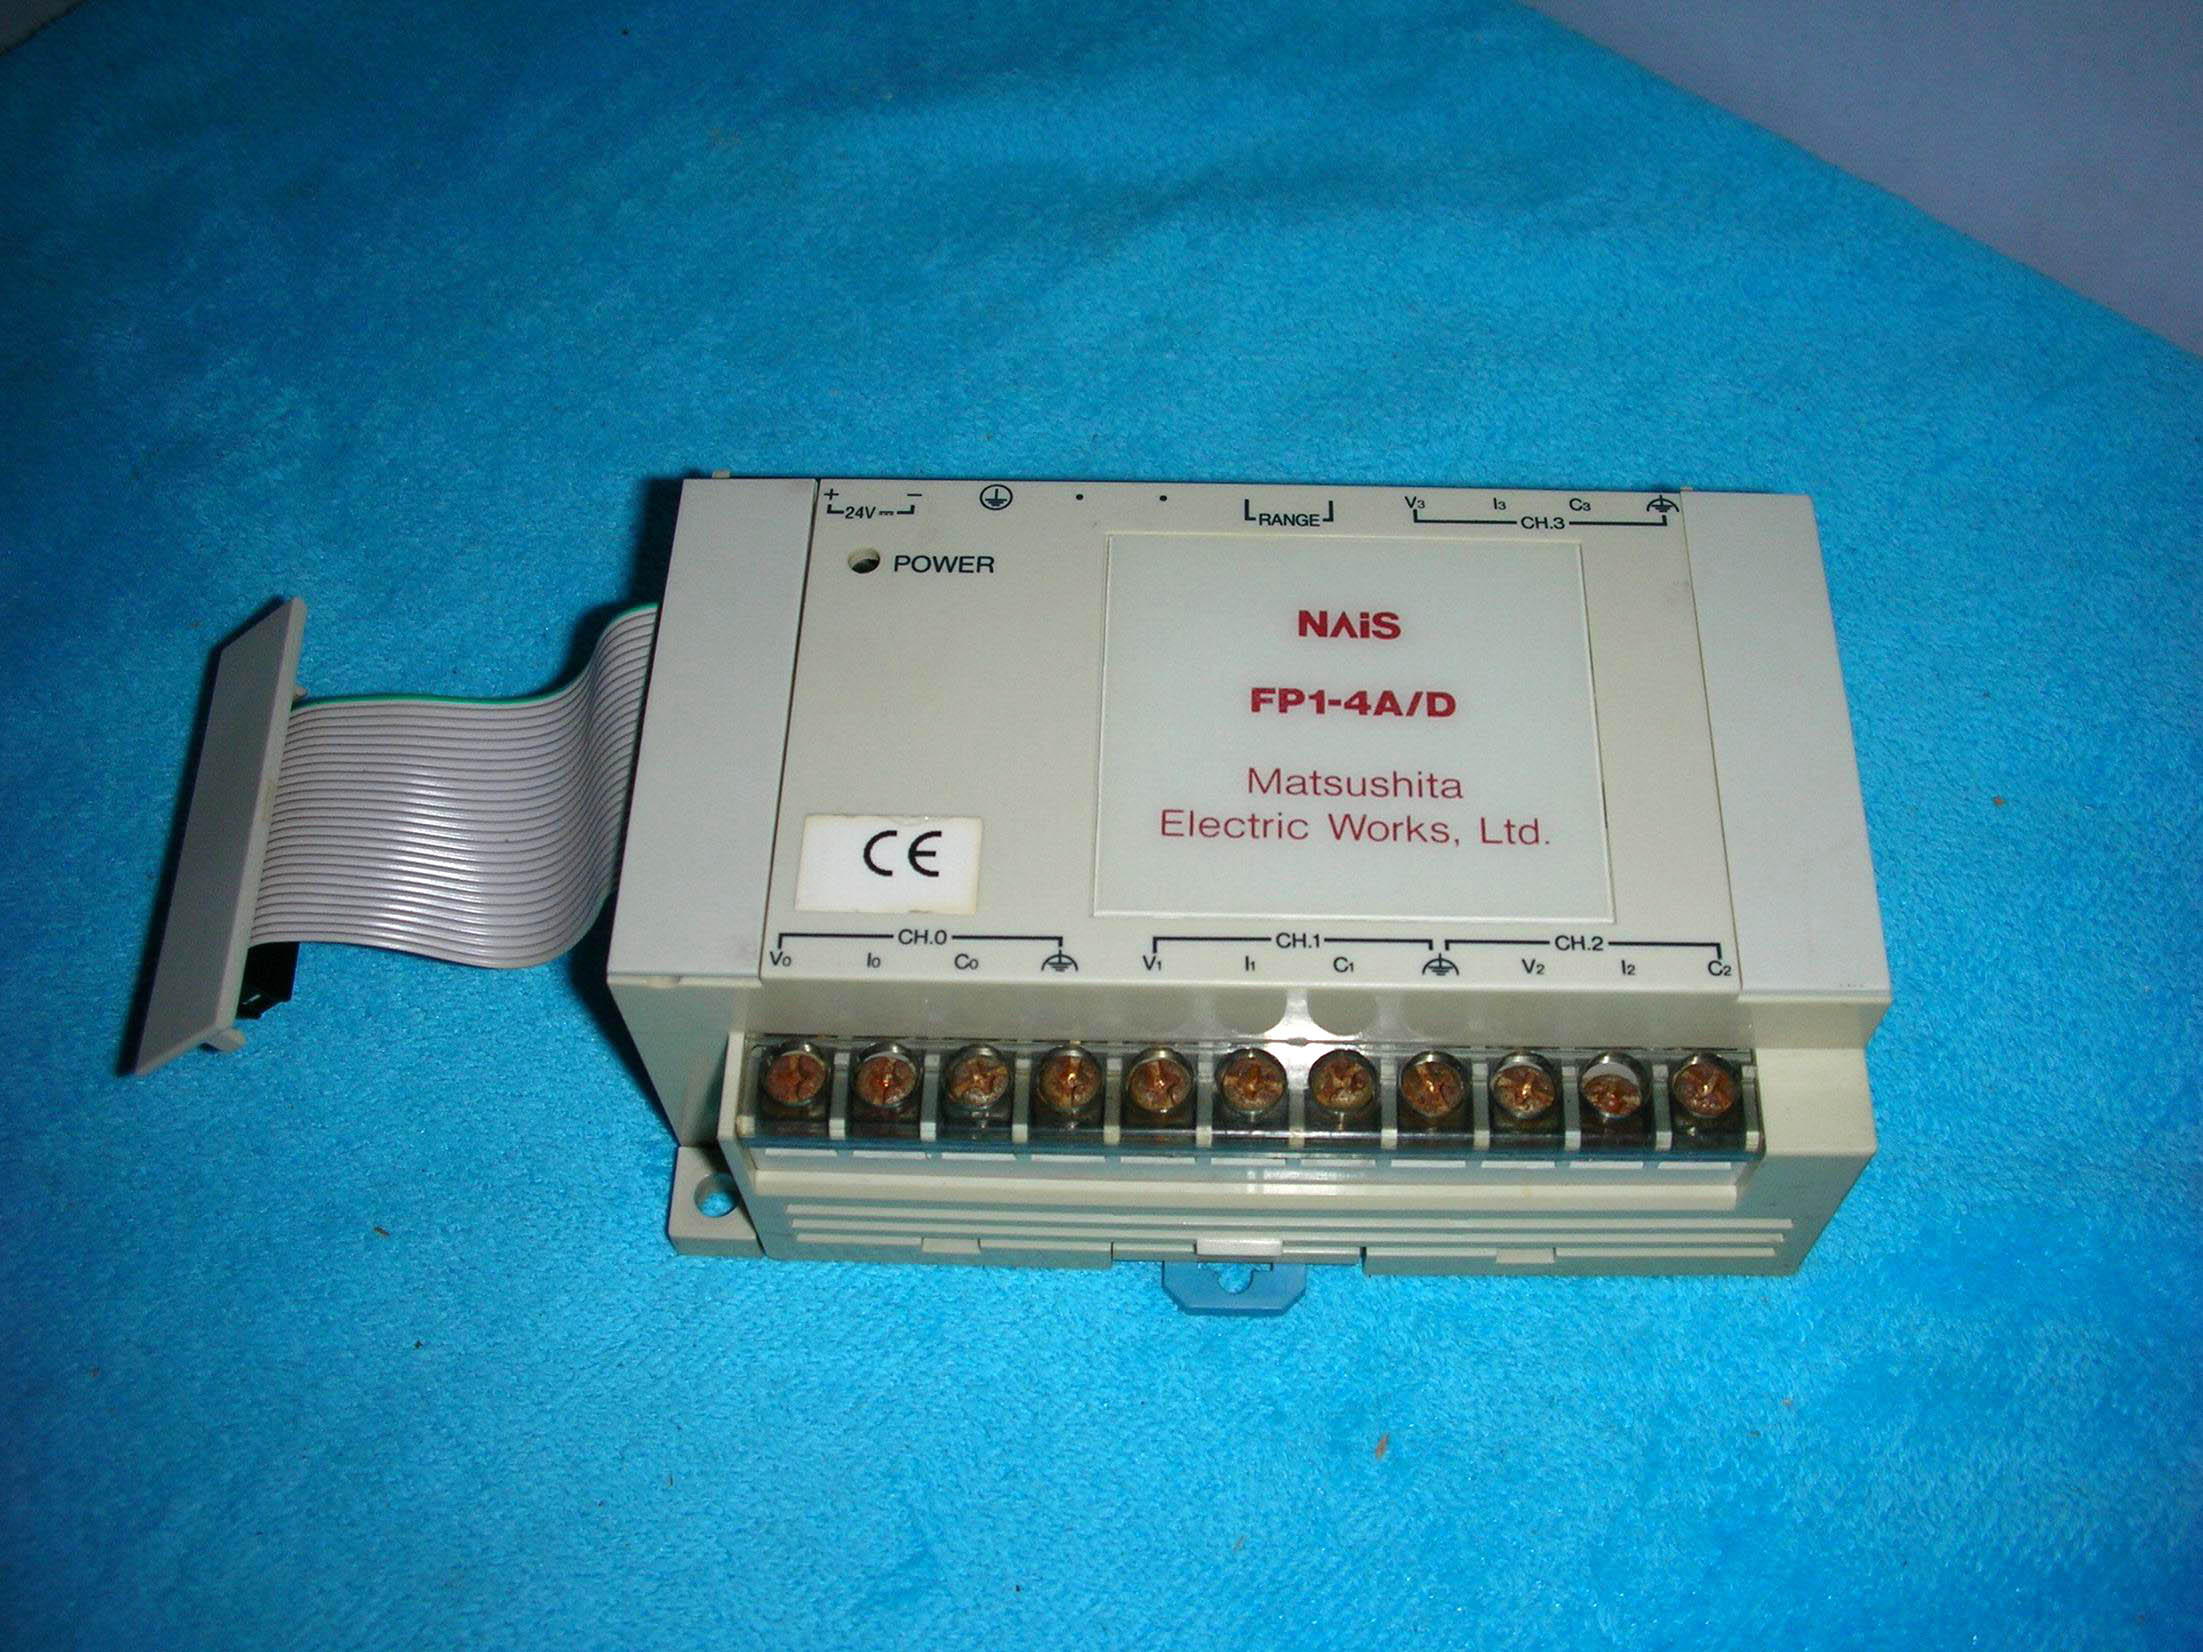 + −
24V⎓
RANGE
V3 I3 C3
CH.3
POWER
NAiS
FP1-4A/D
Matsushita
Electric Works, Ltd.
CE
CH.0 CH.1 CH.2
V0 I0 C0 V1 I1 C1 V2 I2 C2